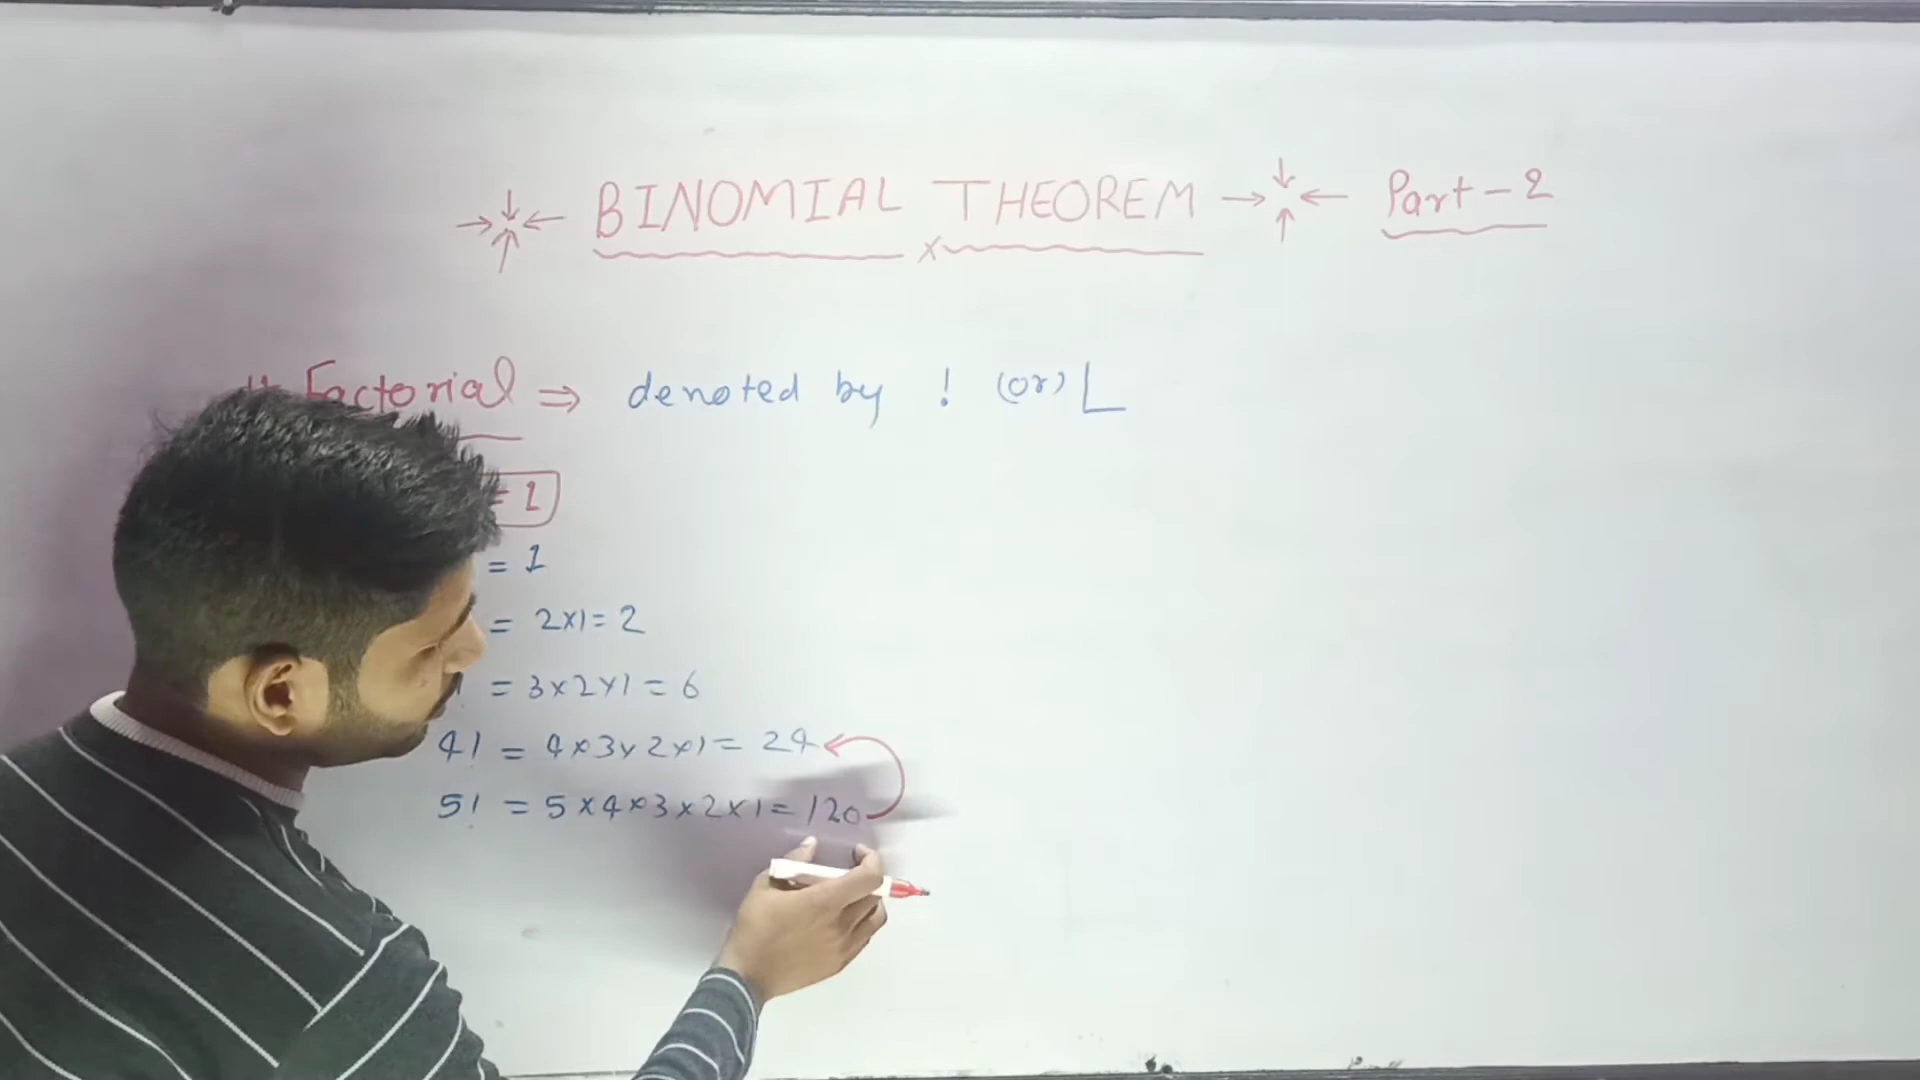 BINOMIAL THEOREM Part-2
# Factorial ⇒ denoted by ! (or) L
= 1
= 1
= 2×1= 2
! = 3×2×1 = 6
4! = 4×3×2×1= 24
5! = 5×4×3×2×1= 120